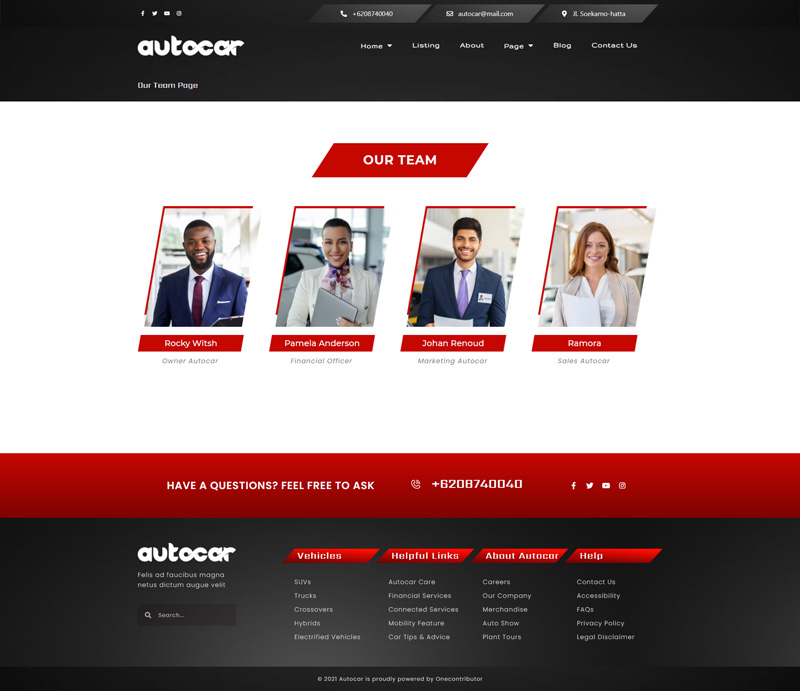 +6208740040
autocar@mail.com
Jl. Soekarno-hatta
autocar
Home
Listing
About
Page
Blog
Contact Us
Our Team Page
OUR TEAM
Rocky Witsh
Owner Autocar
Pamela Anderson
Financial Officer
Johan Renoud
Marketing Autocar
Ramora
Sales Autocar
HAVE A QUESTIONS? FEEL FREE TO ASK
+6208740040
autocar
Felis ad faucibus magna
netus dictum augue velit
Search...
Vehicles
SUVs
Trucks
Crossovers
Hybrids
Electrified Vehicles
Helpful Links
Autocar Care
Financial Services
Connected Services
Mobility Feature
Car Tips & Advice
About Autocar
Careers
Our Company
Merchandise
Auto Show
Plant Tours
Help
Contact Us
Accessibility
FAQs
Privacy Policy
Legal Disclaimer
© 2021 Autocar is proudly powered by Onecontributor